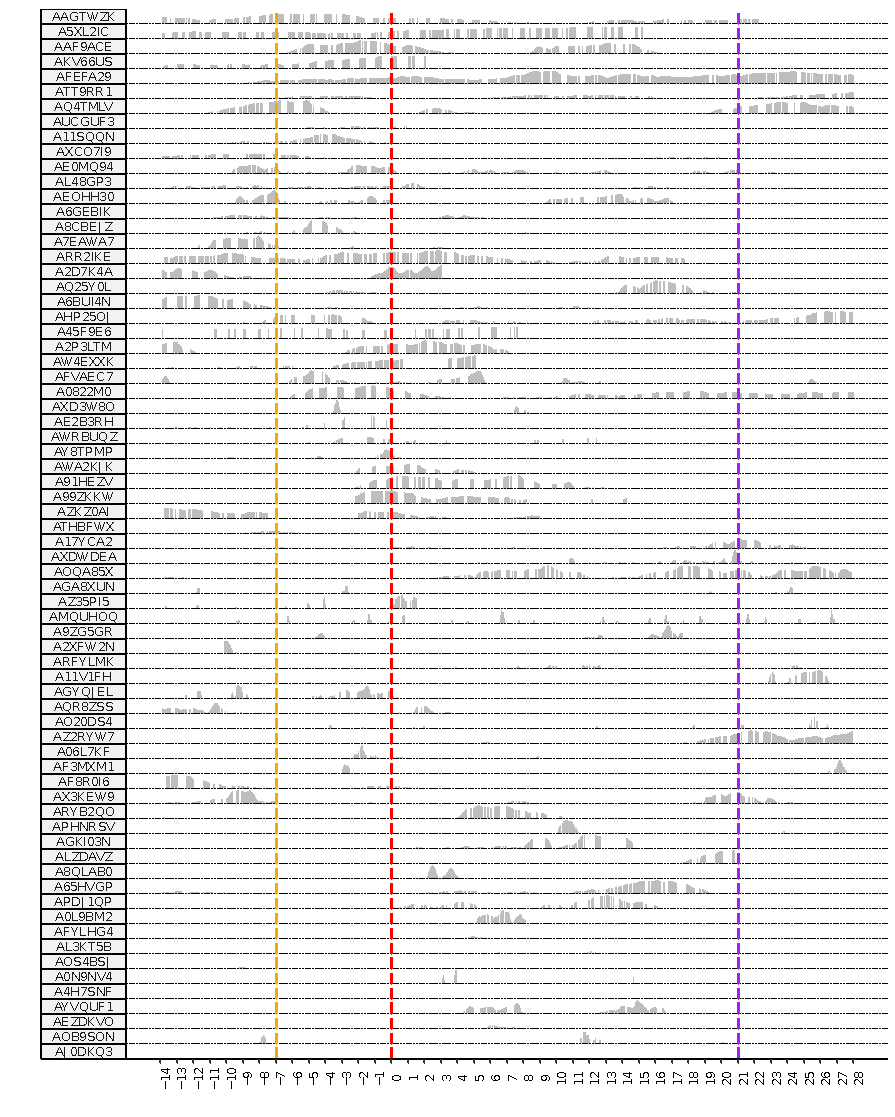 AAGTWZK
A5XL2IC
AAF9ACE
AKV66US
AFEFA29
ATT9RR1
AQ4TMLV
AUCGUF3
A11SQQN
AXCO7I9
AE0MQ94
AL48GP3
AEOHH30
A6GEBIK
A8CBEJZ
A7EAWA7
ARR2IKE
A2D7K4A
AQ25Y0L
A6BUI4N
AHP25OJ
A45F9E6
A2P3LTM
AW4EXXK
AFVAEC7
A0822M0
AXD3W8O
AE2B3RH
AWRBUQZ
AY8TPMP
AWA2KJK
A91HEZV
A99ZKKW
AZKZ0AI
ATHBFWX
A17YCA2
AXDWDEA
AOQA85X
AGA8XUN
AZ35PI5
AMQUHOQ
A9ZG5GR
A2XFW2N
ARFYLMK
A11V1FH
AGYQJEL
AQR8ZSS
AO20DS4
AZ2RYW7
A06L7KF
AF3MXM1
AF8R0I6
AX3KEW9
ARYB2QO
APHNRSV
AGKI03N
ALZDAVZ
A8QLAB0
A65HVGP
APDJ1QP
A0L9BM2
AFYLHG4
AL3KT5B
AOS4BSJ
A0N9NV4
A4H7SNF
AYVQUF1
AEZDKVO
AOB9SON
AJ0DKQ3
−14 −13 −12 −11 −10 −9 −8 −7 −6 −5 −4 −3 −2 −1 0 1 2 3 4 5 6 7 8 9 10 11 12 13 14 15 16 17 18 19 20 21 22 23 24 25 26 27 28